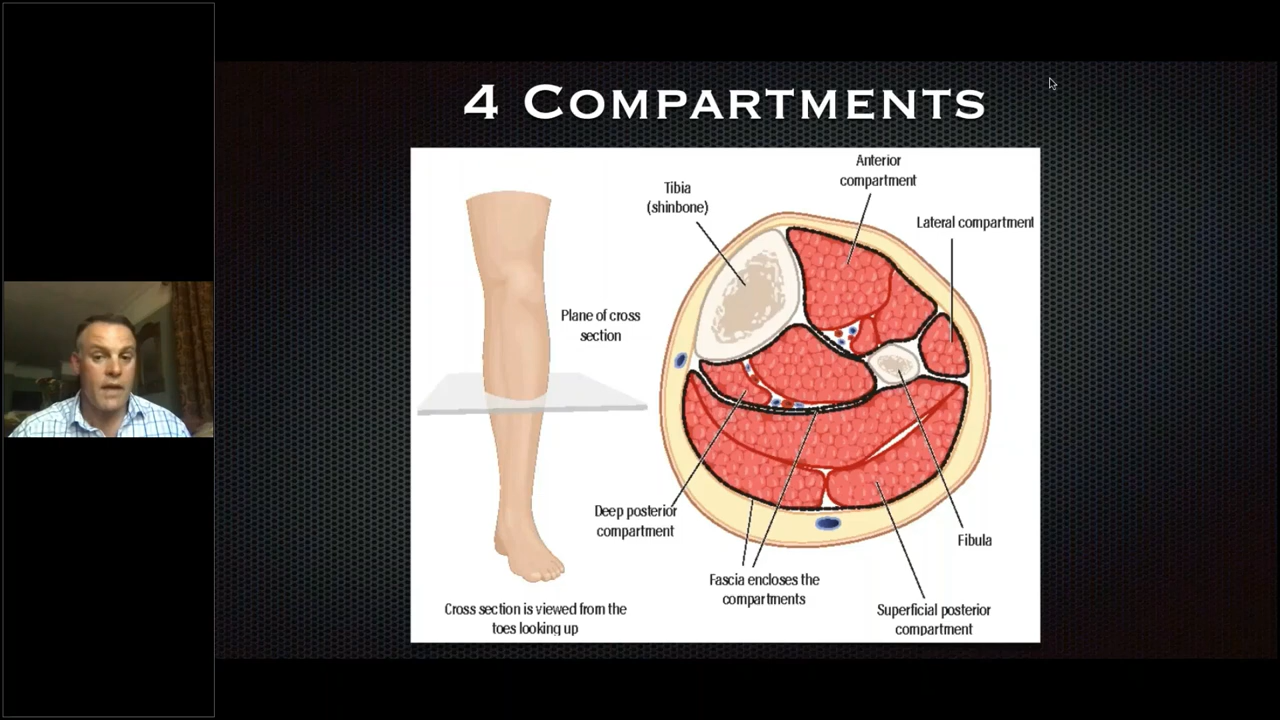 4 COMPARTMENTS
Anterior
compartment
Tibia
(shinbone)
Lateral compartment
Plane of cross
section
Deep posterior
compartment
Fibula
Fascia encloses the
compartments
Cross section is viewed from the
toes looking up
Superficial posterior
compartment